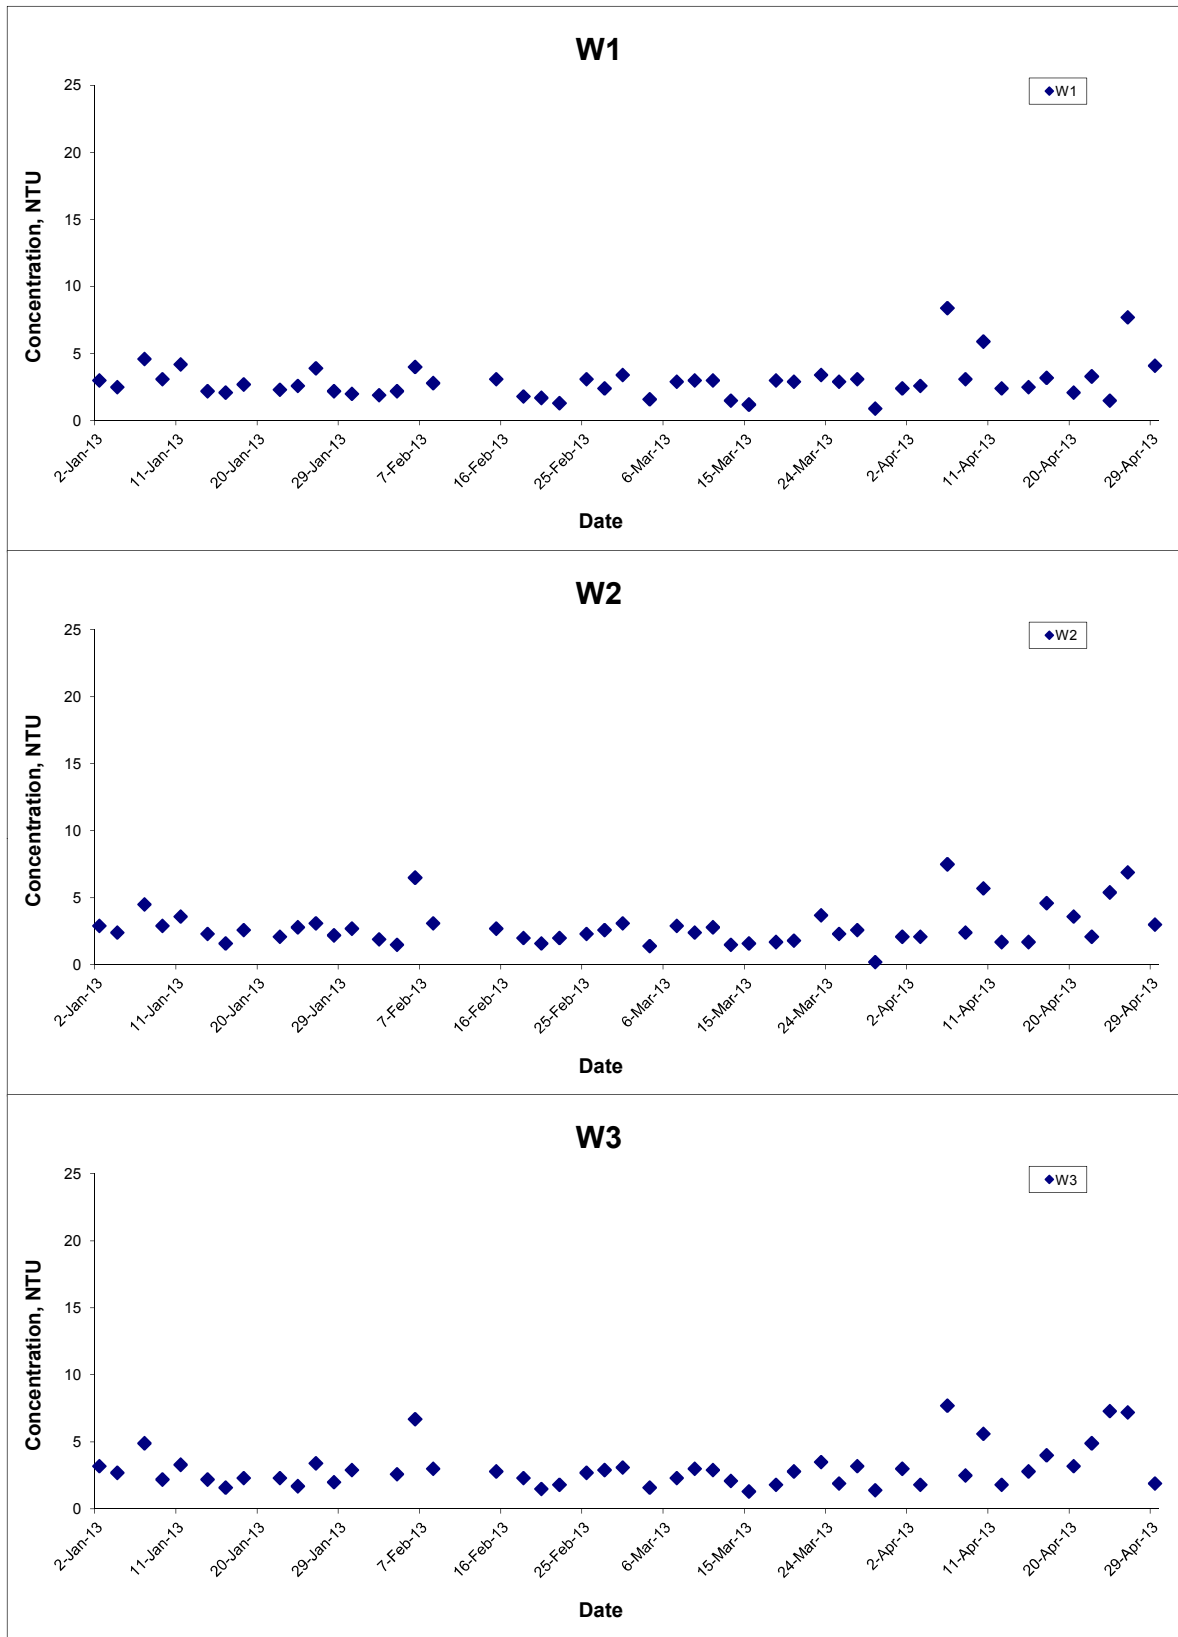 W1
W1
Concentration, NTU
25
20
15
10
5
0
2-Jan-13 11-Jan-13 20-Jan-13 29-Jan-13 7-Feb-13 16-Feb-13 25-Feb-13 6-Mar-13 15-Mar-13 24-Mar-13 2-Apr-13 11-Apr-13 20-Apr-13 29-Apr-13
Date
W2
W2
Concentration, NTU
25
20
15
10
5
0
2-Jan-13 11-Jan-13 20-Jan-13 29-Jan-13 7-Feb-13 16-Feb-13 25-Feb-13 6-Mar-13 15-Mar-13 24-Mar-13 2-Apr-13 11-Apr-13 20-Apr-13 29-Apr-13
Date
W3
W3
Concentration, NTU
25
20
15
10
5
0
2-Jan-13 11-Jan-13 20-Jan-13 29-Jan-13 7-Feb-13 16-Feb-13 25-Feb-13 6-Mar-13 15-Mar-13 24-Mar-13 2-Apr-13 11-Apr-13 20-Apr-13 29-Apr-13
Date